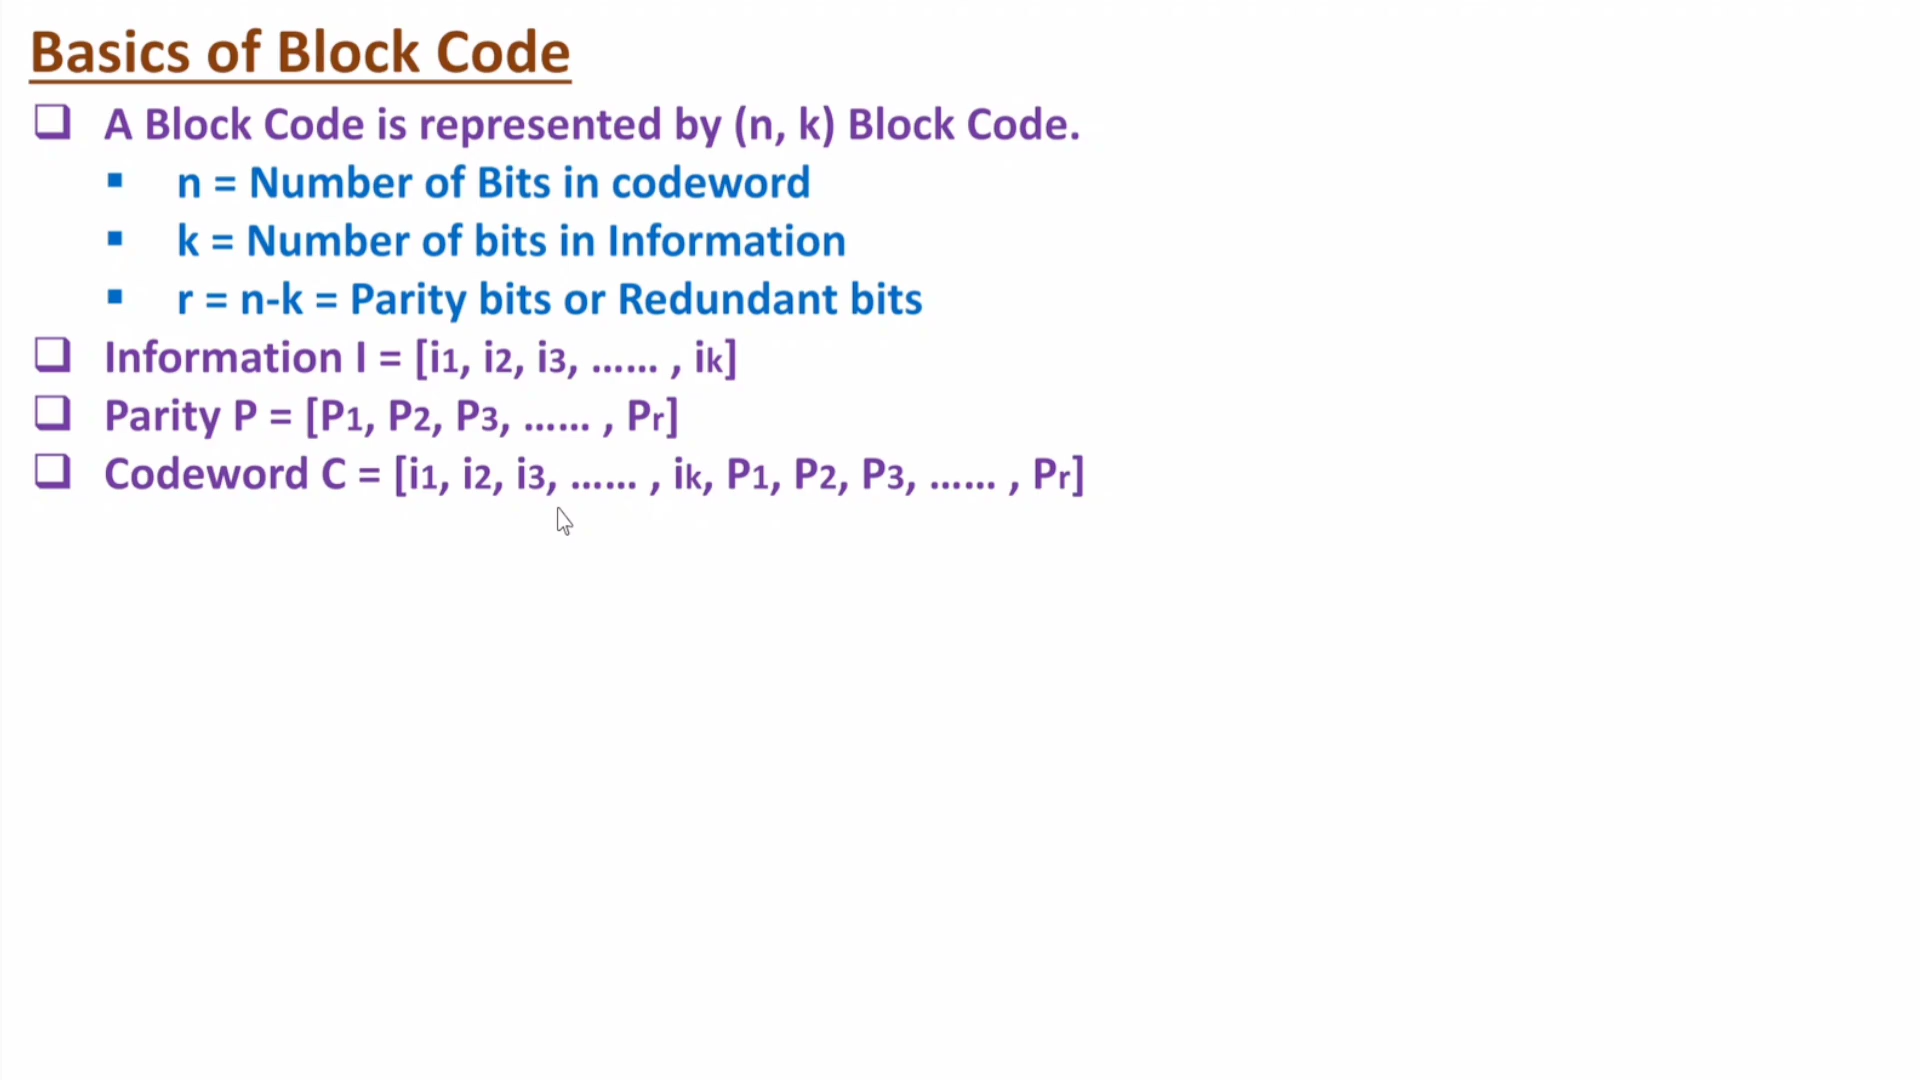 Basics of Block Code
❑ A Block Code is represented by (n, k) Block Code.
▪ n = Number of Bits in codeword
▪ k = Number of bits in Information
▪ r = n-k = Parity bits or Redundant bits
❑ Information I = [i1, i2, i3, …… , ik]
❑ Parity P = [P1, P2, P3, …… , Pr]
❑ Codeword C = [i1, i2, i3, …… , ik, P1, P2, P3, …… , Pr]